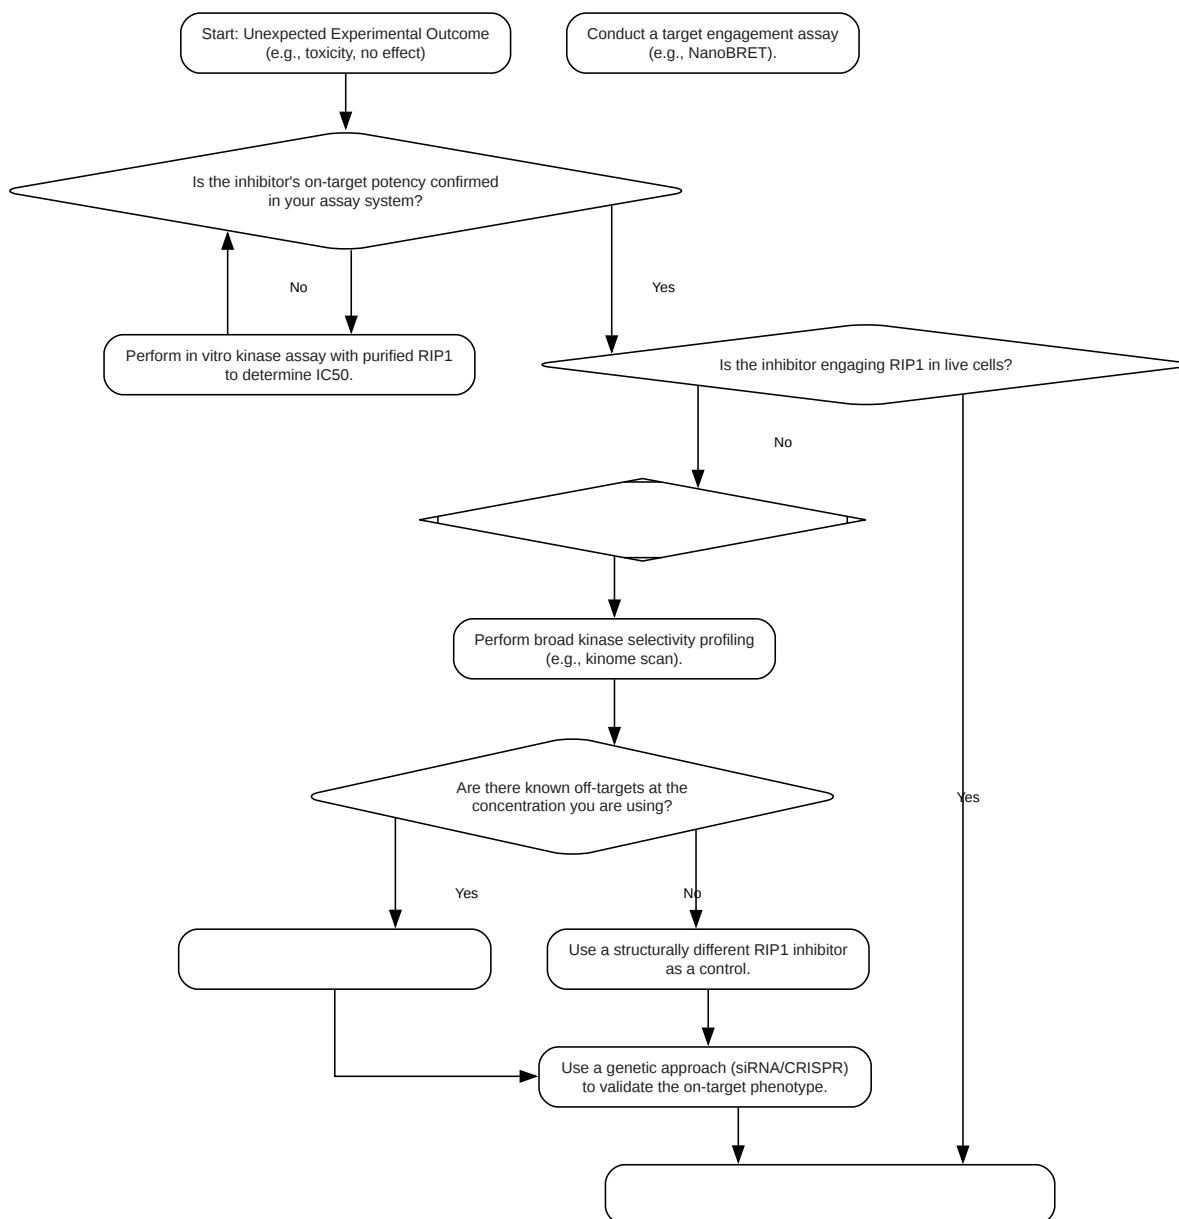 Start: Unexpected Experimental Outcome
(e.g., toxicity, no effect)
Conduct a target engagement assay
(e., NanoBRET).
Is the inhibitor's on-target potency confirmed
in your assay system?
No
Yes
Perform in vitro kinase assay with purified RIP1
to determine IC50.
Is the inhibitor engaging RIP1 in live cells?
No
Perform broad kinase selectivity profiling
(e.g., kinome scan).
Are there known off-targets at the
concentration you are using?
Yes
Yes
No
Use a structurally different RIP1 inhibitor
as a control.
Use a genetic approach (siRNA/CRISPR)
to validate the on-target phenotype.